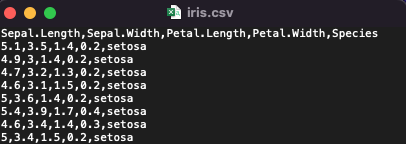 iris.csv
Sepal.Length,Sepal.Width,Petal.Length,Petal.Width,Species
5.1,3.5,1.4,0.2,setosa
4.9,3,1.4,0.2,setosa
4.7,3.2,1.3,0.2,setosa
4.6,3.1,1.5,0.2,setosa
5,3.6,1.4,0.2,setosa
5.4,3.9,1.7,0.4,setosa
4.6,3.4,1.4,0.3,setosa
5,3.4,1.5,0.2,setosa